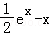 1/2 e^x − x